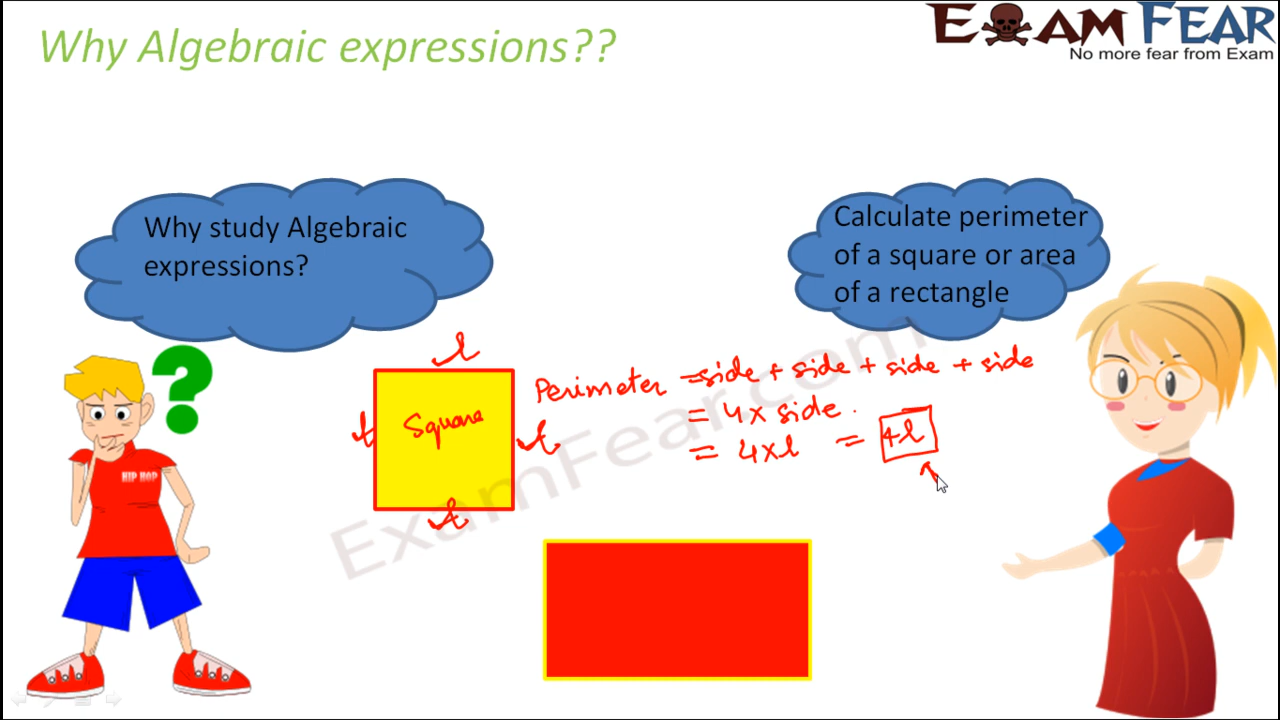 Why Algebraic expressions??
EXAM FEAR
No more fear from Exam
Why study Algebraic
expressions?
Calculate perimeter
of a square or area
of a rectangle
l
Perimeter = side + side + side + side
= 4 x side.
= 4 x l = 4l
l
Square
l
l
HIP HOP
ExamFear.com